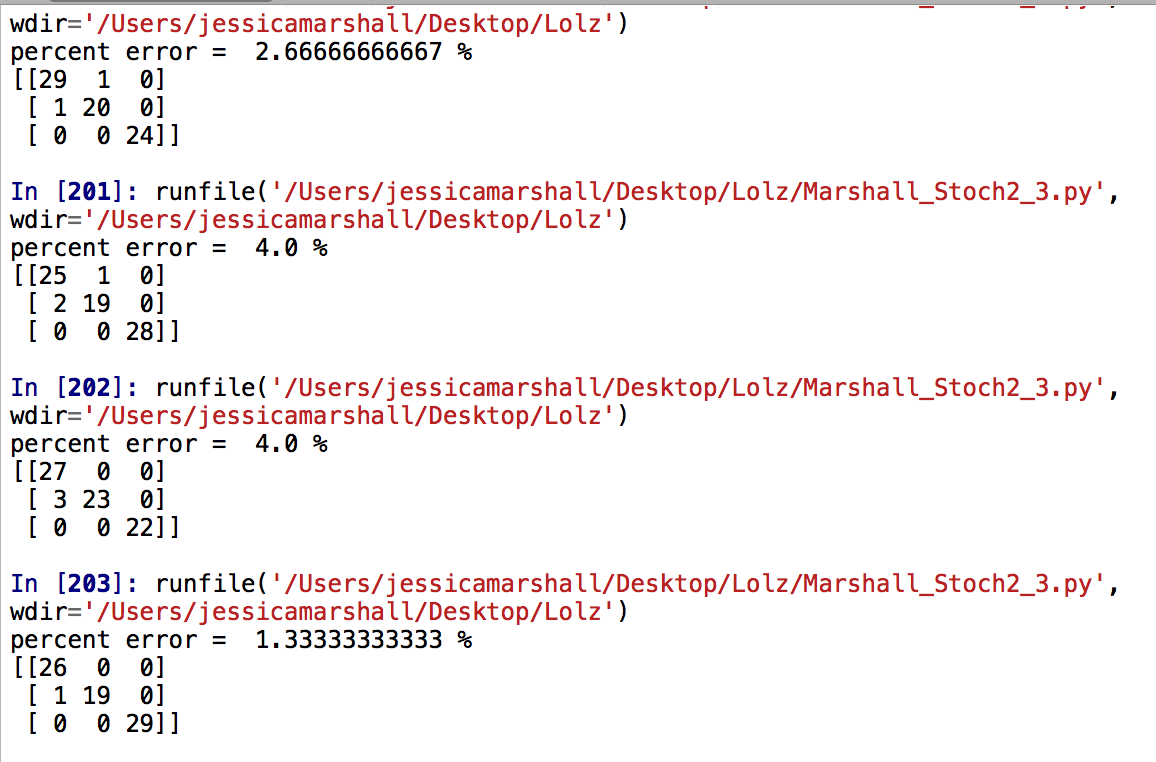 wdir='/Users/jessicamarshall/Desktop/Lolz')
percent error =  2.66666666667 %
[[29  1  0]
 [ 1 20  0]
 [ 0  0 24]]
In [201]: runfile('/Users/jessicamarshall/Desktop/Lolz/Marshall_Stoch2_3.py',
wdir='/Users/jessicamarshall/Desktop/Lolz')
percent error =  4.0 %
[[25  1  0]
 [ 2 19  0]
 [ 0  0 28]]
In [202]: runfile('/Users/jessicamarshall/Desktop/Lolz/Marshall_Stoch2_3.py',
wdir='/Users/jessicamarshall/Desktop/Lolz')
percent error =  4.0 %
[[27  0  0]
 [ 3 23  0]
 [ 0  0 22]]
In [203]: runfile('/Users/jessicamarshall/Desktop/Lolz/Marshall_Stoch2_3.py',
wdir='/Users/jessicamarshall/Desktop/Lolz')
percent error =  1.33333333333 %
[[26  0  0]
 [ 1 19  0]
 [ 0  0 29]]